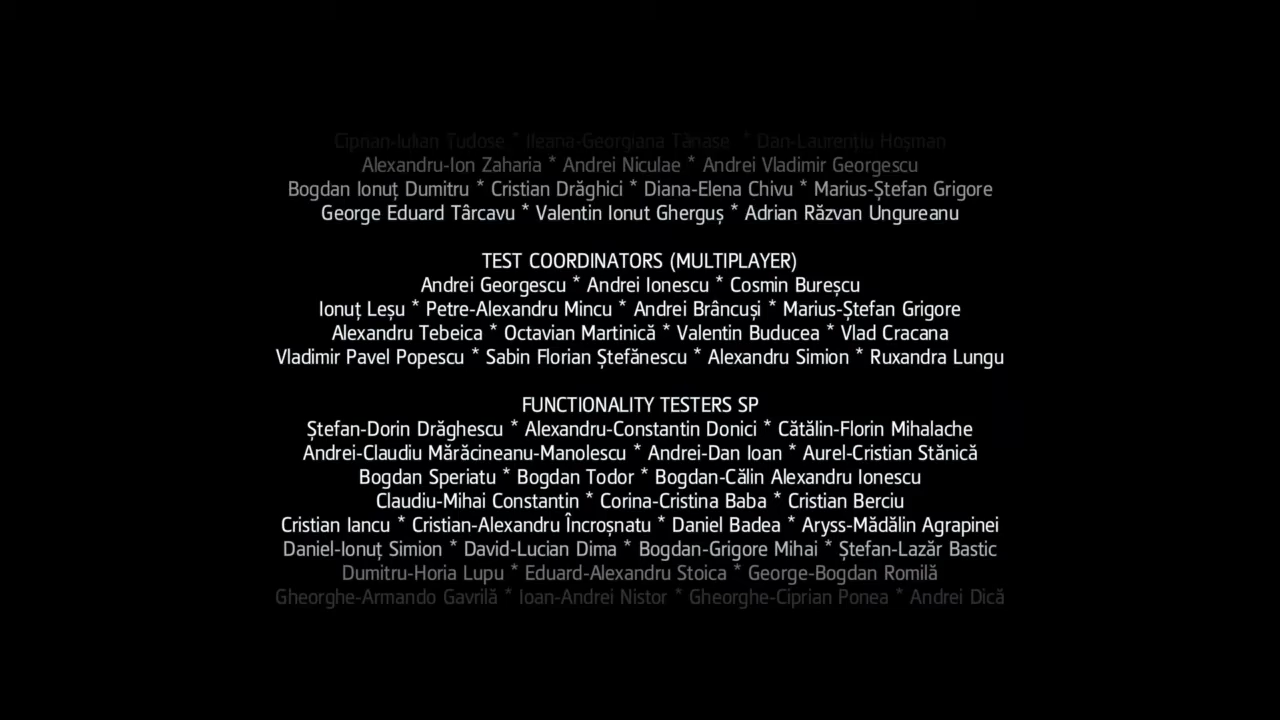 Ciprian-Iulian Tudose * Ileana-Georgiana Tănase * Dan-Laurențiu Hoșman
Alexandru-Ion Zaharia * Andrei Niculae * Andrei Vladimir Georgescu
Bogdan Ionuț Dumitru * Cristian Drăghici * Diana-Elena Chivu * Marius-Ștefan Grigore
George Eduard Târcavu * Valentin Ionut Gherguș * Adrian Răzvan Ungureanu
TEST COORDINATORS (MULTIPLAYER)
Andrei Georgescu * Andrei Ionescu * Cosmin Bureșcu
Ionuț Leșu * Petre-Alexandru Mincu * Andrei Brâncuși * Marius-Ștefan Grigore
Alexandru Tebeica * Octavian Martinică * Valentin Buducea * Vlad Cracana
Vladimir Pavel Popescu * Sabin Florian Ștefănescu * Alexandru Simion * Ruxandra Lungu
FUNCTIONALITY TESTERS SP
Ștefan-Dorin Drăghescu * Alexandru-Constantin Donici * Cătălin-Florin Mihalache
Andrei-Claudiu Mărăcineanu-Manolescu * Andrei-Dan Ioan * Aurel-Cristian Stănică
Bogdan Speriatu * Bogdan Todor * Bogdan-Călin Alexandru Ionescu
Claudiu-Mihai Constantin * Corina-Cristina Baba * Cristian Berciu
Cristian Iancu * Cristian-Alexandru Încroșnatu * Daniel Badea * Aryss-Mădălin Agrapinei
Daniel-Ionuț Simion * David-Lucian Dima * Bogdan-Grigore Mihai * Ștefan-Lazăr Bastic
Dumitru-Horia Lupu * Eduard-Alexandru Stoica * George-Bogdan Romilă
Gheorghe-Armando Gavrilă * Ioan-Andrei Nistor * Gheorghe-Ciprian Ponea * Andrei Dică